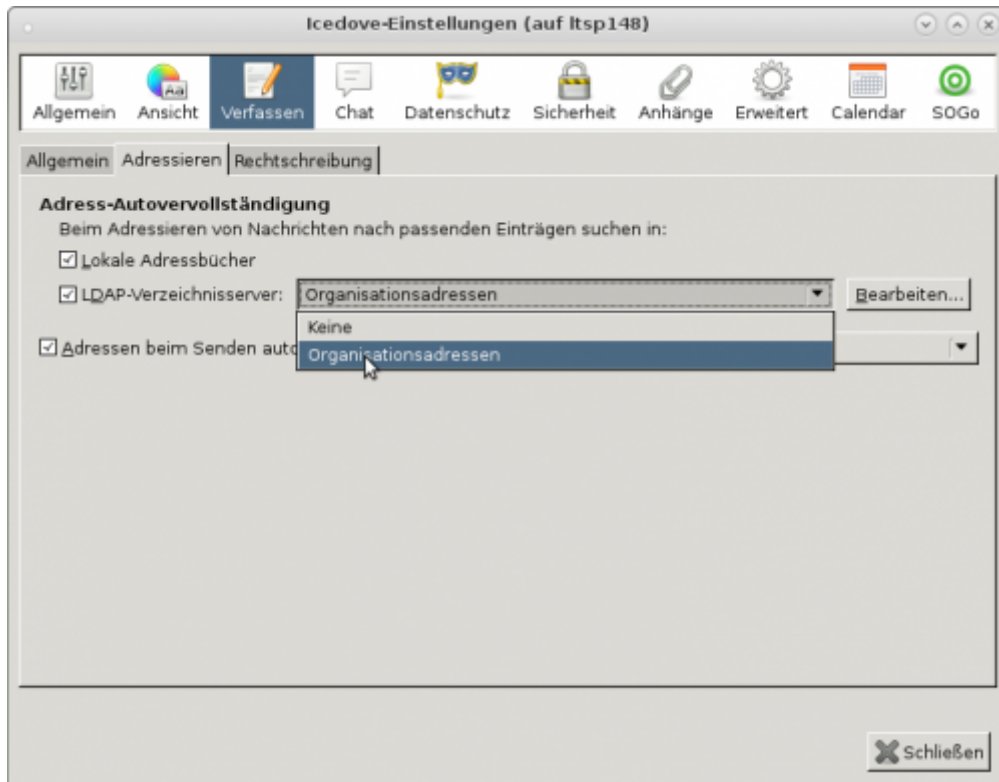 Icedove-Einstellungen (auf ltsp148)
Allgemein Ansicht Verfassen Chat Datenschutz Sicherheit Anhänge Erweitert Calendar SOGo
Allgemein Adressieren Rechtschreibung
Adress-Autovervollständigung
Beim Adressieren von Nachrichten nach passenden Einträgen suchen in:
Lokale Adressbücher
LDAP-Verzeichnisserver: Organisationsadressen Bearbeiten...
Keine
Adressen beim Senden auto Organisationsadressen
Schließen